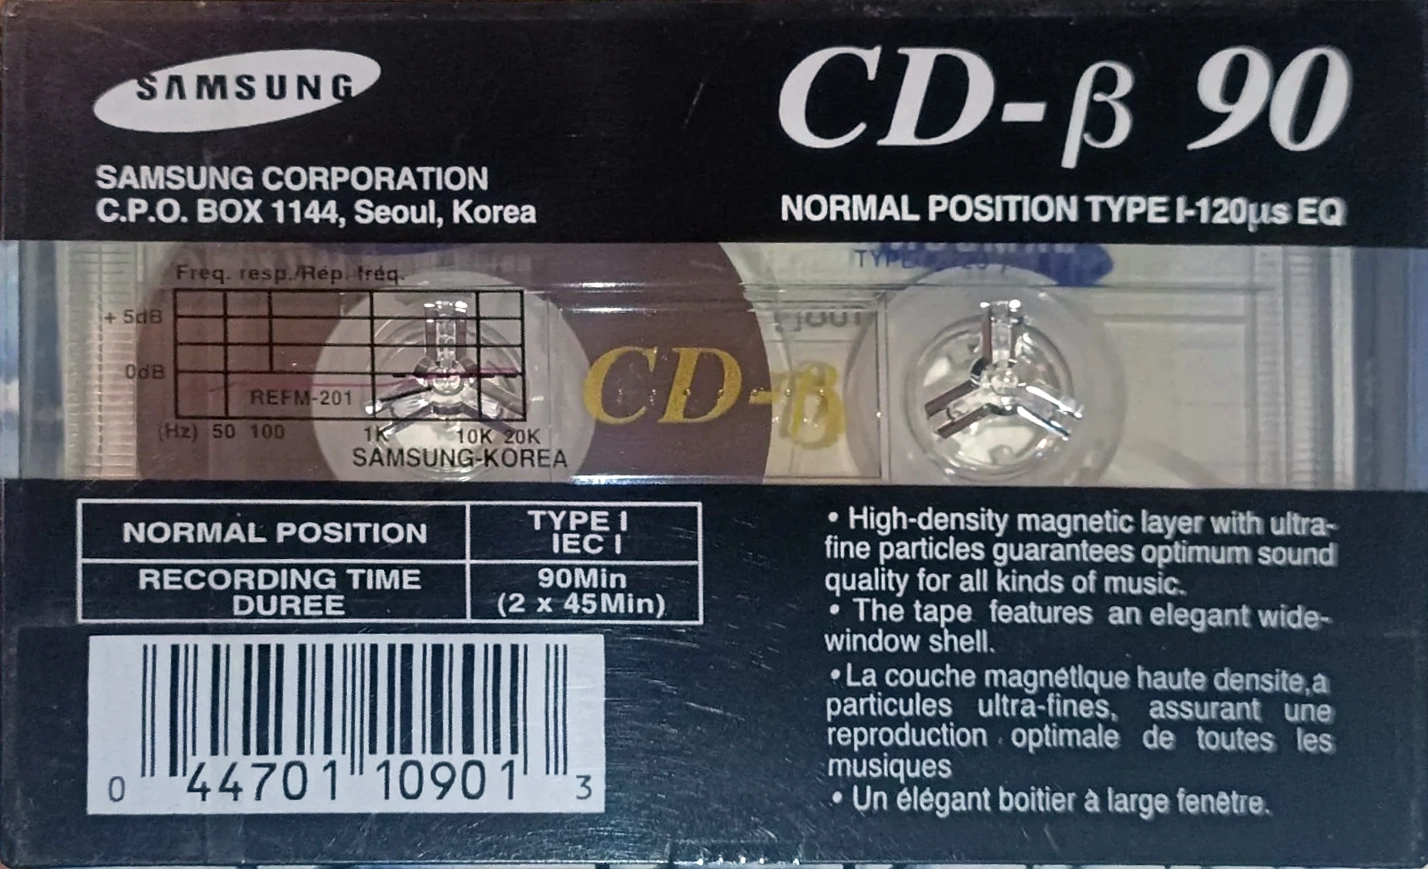 SAMSUNG
CD-β 90
SAMSUNG CORPORATION
C.P.O. BOX 1144, Seoul, Korea
NORMAL POSITION TYPE I-120µs EQ
Freq. resp./Rép. fréq.
+ 5dB
0dB
REFM-201
(Hz) 50 100 1K 10K 20K
SAMSUNG-KOREA
TYPE
CD-β
NORMAL POSITION
TYPE I
IEC I
RECORDING TIME
DUREE
90Min
(2 x 45Min)
0 44701 10901 3
• High-density magnetic layer with ultra-
fine particles guarantees optimum sound
quality for all kinds of music.
• The tape features an elegant wide-
window shell.
• La couche magnétIque haute densite,a
particules ultra-fines, assurant une
reproduction optimale de toutes les
musiques
• Un élégant boitier à large fenêtre.